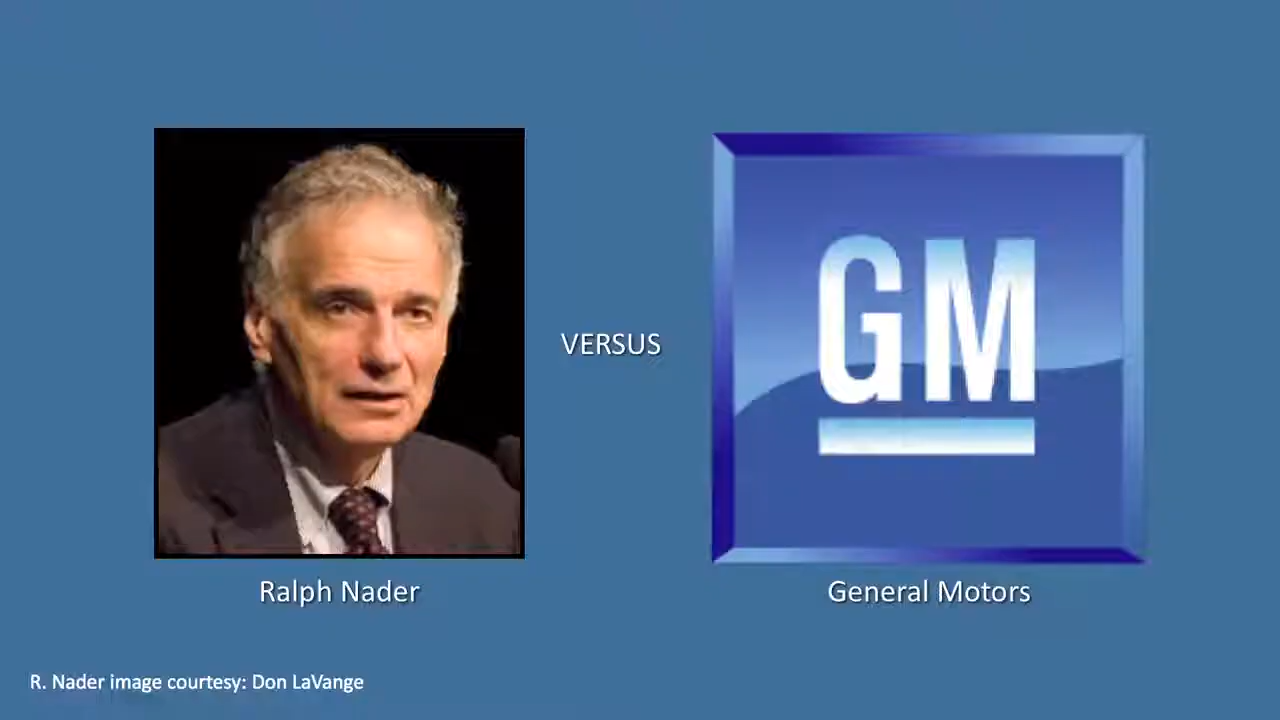 VERSUS
GM
Ralph Nader
General Motors
R. Nader image courtesy: Don LaVange